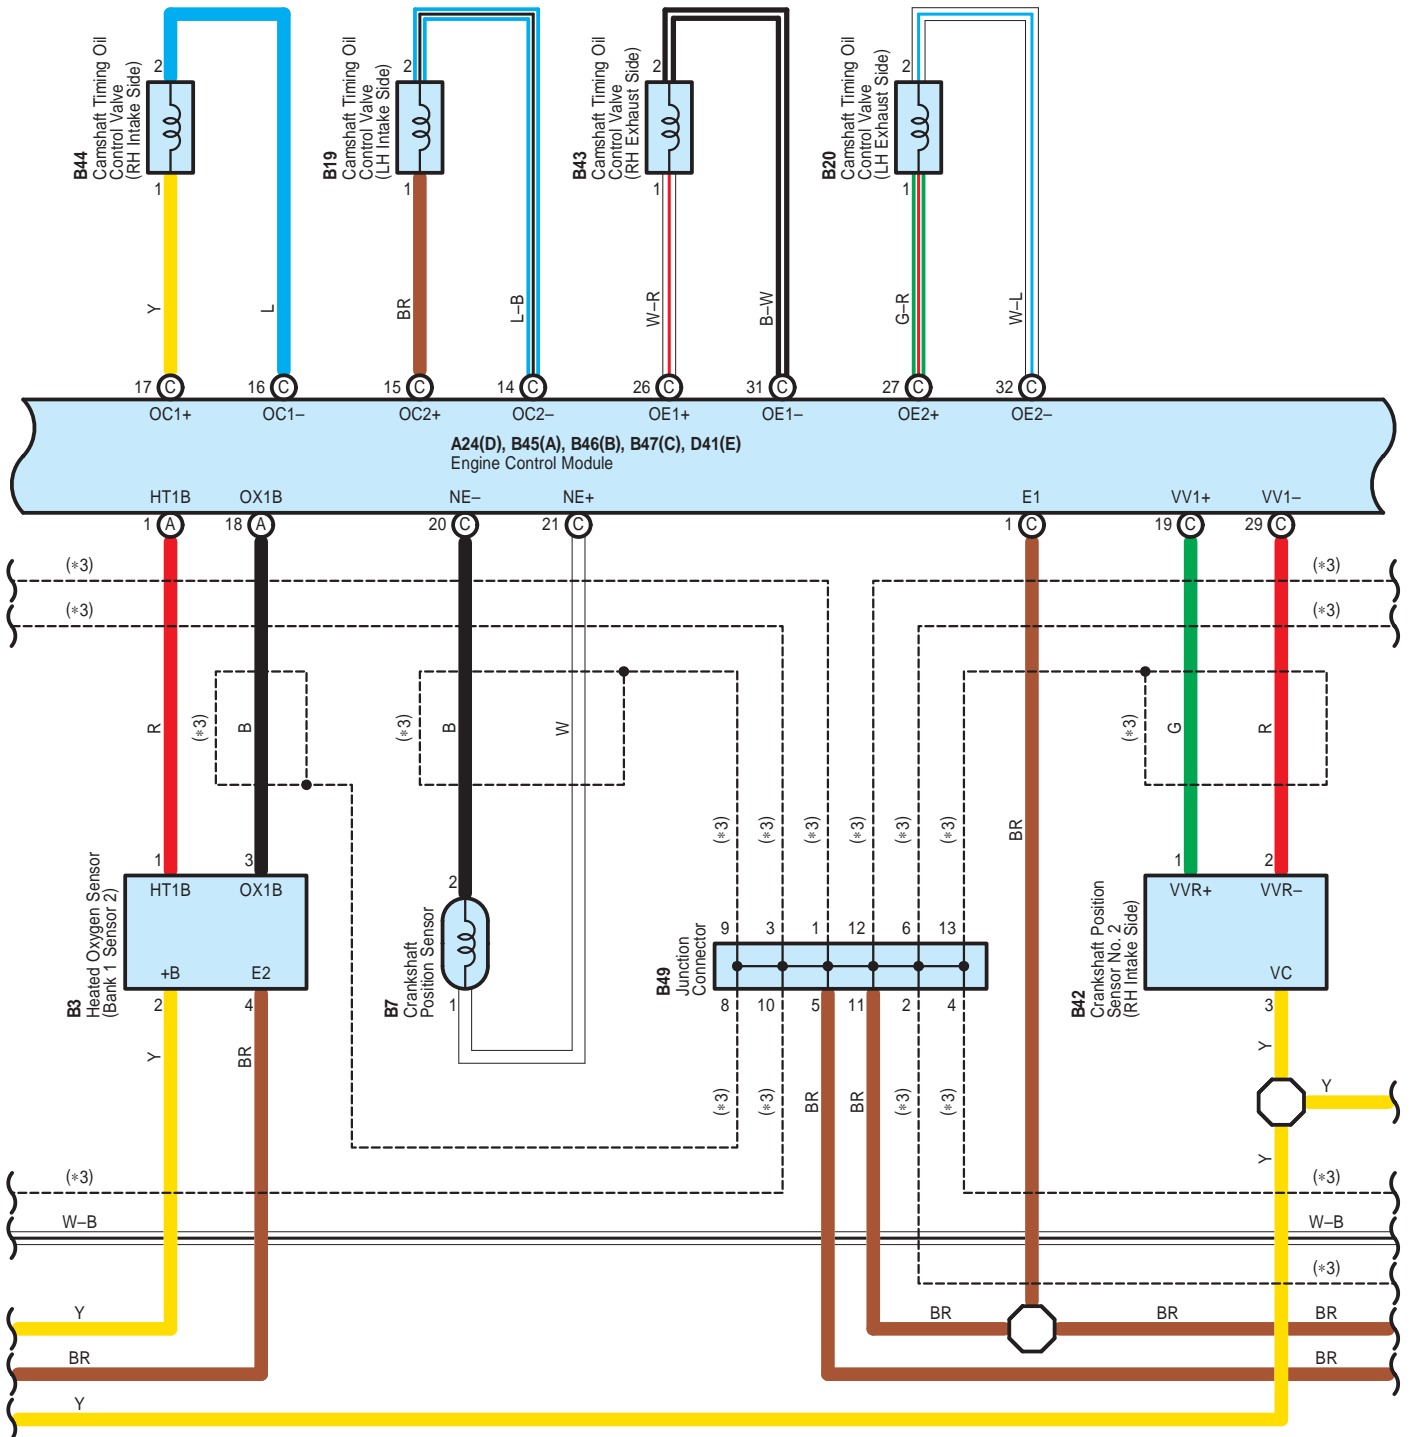 2
B44
Camshaft Timing Oil
Control Valve
(RH Intake Side)
1
2
B19
Camshaft Timing Oil
Control Valve
(LH Intake Side)
1
2
B43
Camshaft Timing Oil
Control Valve
(RH Exhaust Side)
1
2
B20
Camshaft Timing Oil
Control Valve
(LH Exhaust Side)
1
Y
L
BR
L–B
W–R
B–W
G–R
W–L
17 C
16 C
15 C
14 C
26 C
31 C
27 C
32 C
OC1+
OC1–
OC2+
OC2–
OE1+
OE1–
OE2+
OE2–
A24(D), B45(A), B46(B), B47(C), D41(E)
Engine Control Module
HT1B
OX1B
NE–
NE+
E1
VV1+
VV1–
1 A
18 A
20 C
21 C
1 C
19 C
29 C
(*3)
(*3)
(*3)
(*3)
R
(*3)
B
(*3)
B
W
(*3)
G
R
(*3)
(*3)
(*3)
(*3)
(*3)
(*3)
BR
1
3
HT1B
OX1B
+B
E2
B3
Heated Oxygen Sensor
(Bank 1 Sensor 2)
2
4
2
B7
Crankshaft
Position Sensor
1
9
3
1
12
6
13
B49
Junction
Connector
8
10
5
11
2
4
1
2
VVR+
VVR–
VC
B42
Crankshaft Position
Sensor No. 2
(RH Intake Side)
3
Y
BR
Y
Y
(*3)
(*3)
BR
BR
(*3)
(*3)
Y
(*3)
(*3)
W–B
W–B
(*3)
Y
BR
BR
BR
BR
BR
Y